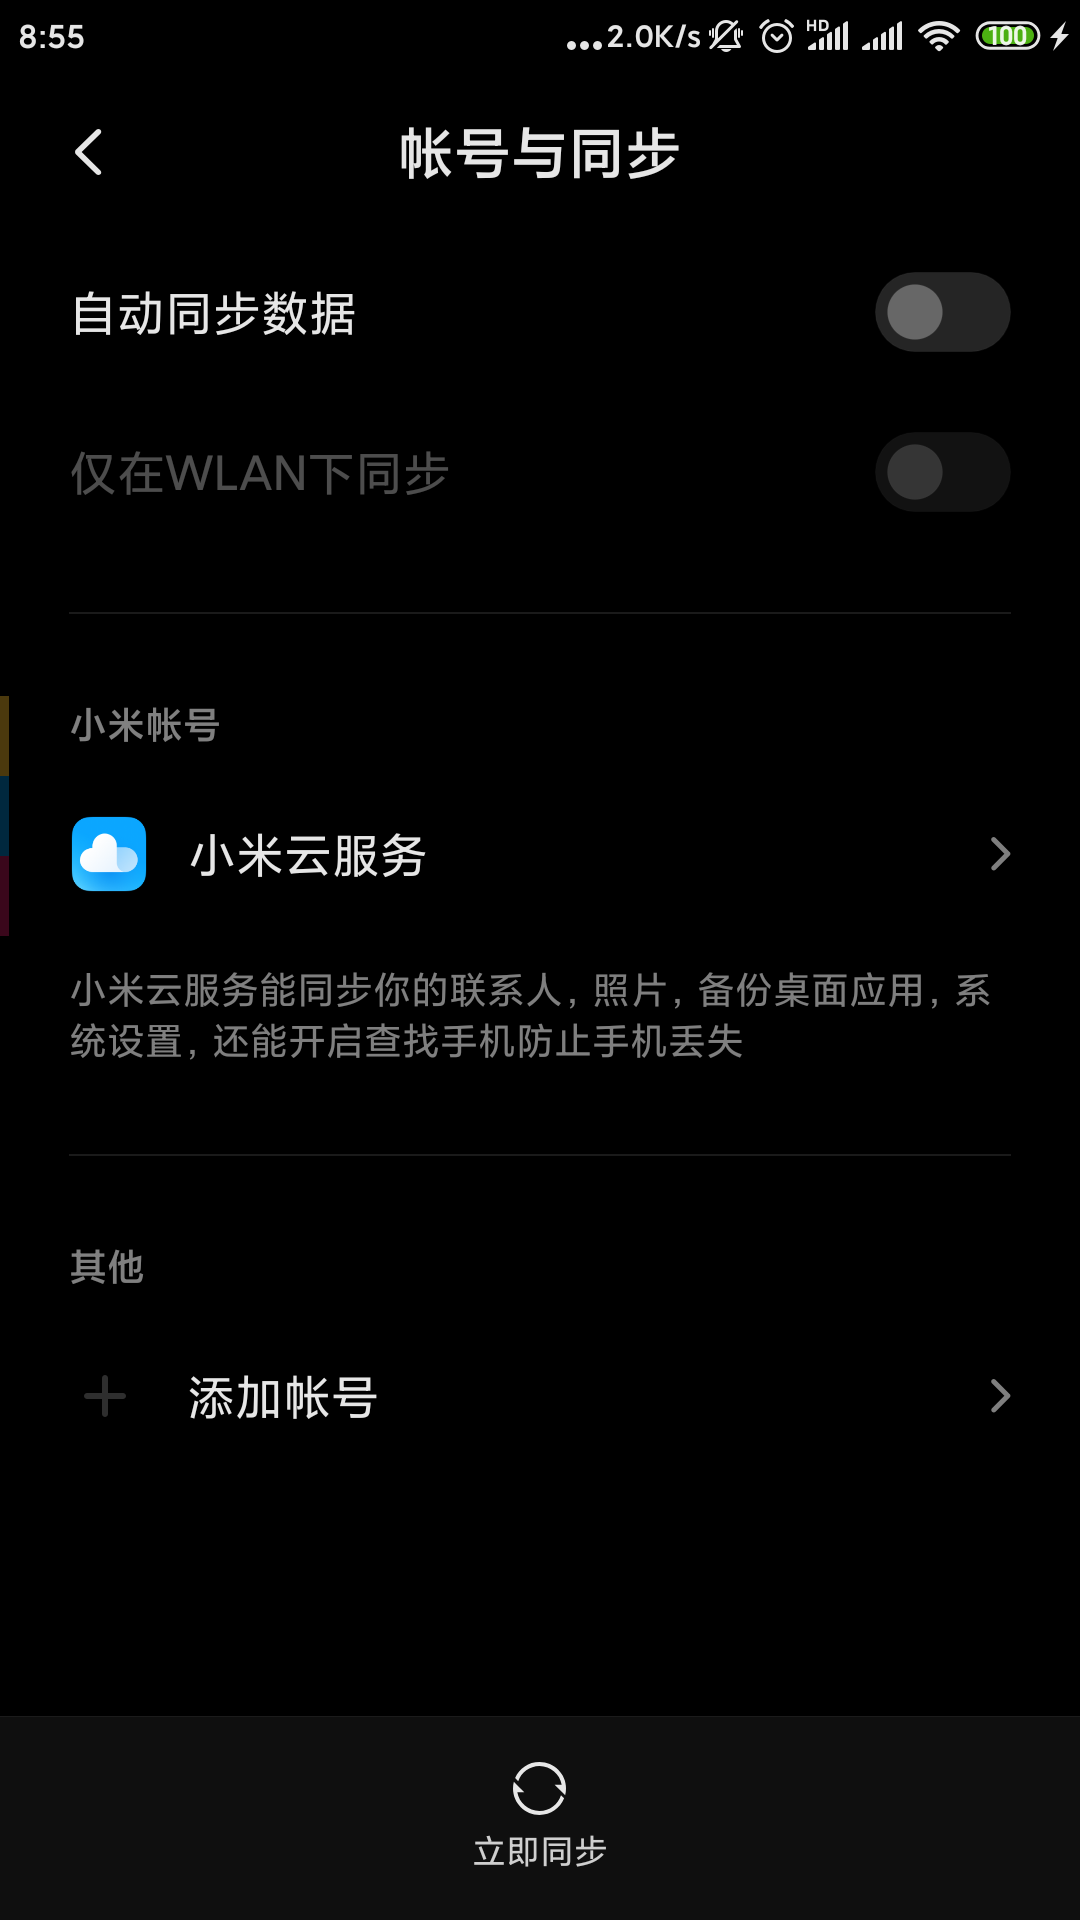 8:55
...2.0K/s HD 100
帐号与同步
自动同步数据
仅在WLAN下同步
小米帐号
小米云服务
小米云服务能同步你的联系人, 照片, 备份桌面应用, 系
统设置, 还能开启查找手机防止手机丢失
其他
添加帐号
立即同步